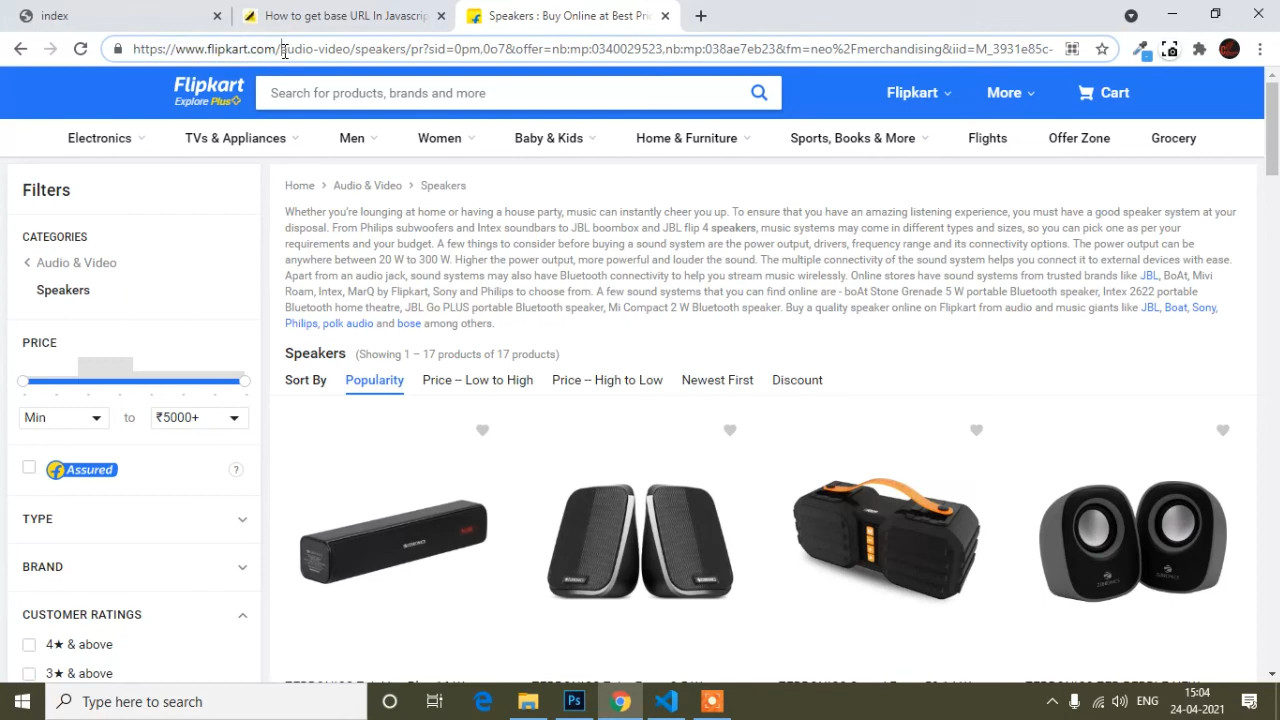 index
How to get base URL In Javascrip
Speakers : Buy Online at Best Pric
https://www.flipkart.com/audio-video/speakers/pr?sid=0pm,0o7&offer=nb:mp:0340029523,nb:mp:038ae7eb23&fm=neo%2Fmerchandising&iid=M_3931e85c-
Flipkart
Explore Plus
Search for products, brands and more
Flipkart
More
Cart
Electronics
TVs & Appliances
Men
Women
Baby & Kids
Home & Furniture
Sports, Books & More
Flights
Offer Zone
Grocery
Filters
CATEGORIES
Audio & Video
Speakers
PRICE
Min
to
₹5000+
Assured
?
TYPE
BRAND
CUSTOMER RATINGS
4★ & above
3★ & above
Home > Audio & Video > Speakers
Whether you're lounging at home or having a house party, music can instantly cheer you up. To ensure that you have an amazing listening experience, you must have a good speaker system at your
disposal. From Philips subwoofers and Intex soundbars to JBL boombox and JBL flip 4 speakers, music systems may come in different types and sizes, so you can pick one as per your
requirements and your budget. A few things to consider before buying a sound system are the power output, drivers, frequency range and its connectivity options. The power output can be
anywhere between 20 W to 300 W. Higher the power output, more powerful and louder the sound. The multiple connectivity of the sound system helps you connect it to external devices with ease.
Apart from an audio jack, sound systems may also have Bluetooth connectivity to help you stream music wirelessly. Online stores have sound systems from trusted brands like JBL, BoAt, Mivi
Roam, Intex, MarQ by Flipkart, Sony and Philips to choose from. A few sound systems that you can find online are - boAt Stone Grenade 5 W portable Bluetooth speaker, Intex 2622 portable
Bluetooth home theatre, JBL Go PLUS portable Bluetooth speaker, Mi Compact 2 W Bluetooth speaker. Buy a quality speaker online on Flipkart from audio and music giants like JBL, Boat, Sony,
Philips, polk audio and bose among others.
Speakers (Showing 1 – 17 products of 17 products)
Sort By
Popularity
Price -- Low to High
Price -- High to Low
Newest First
Discount
Type here to search
Ps
ENG
15:04
24-04-2021